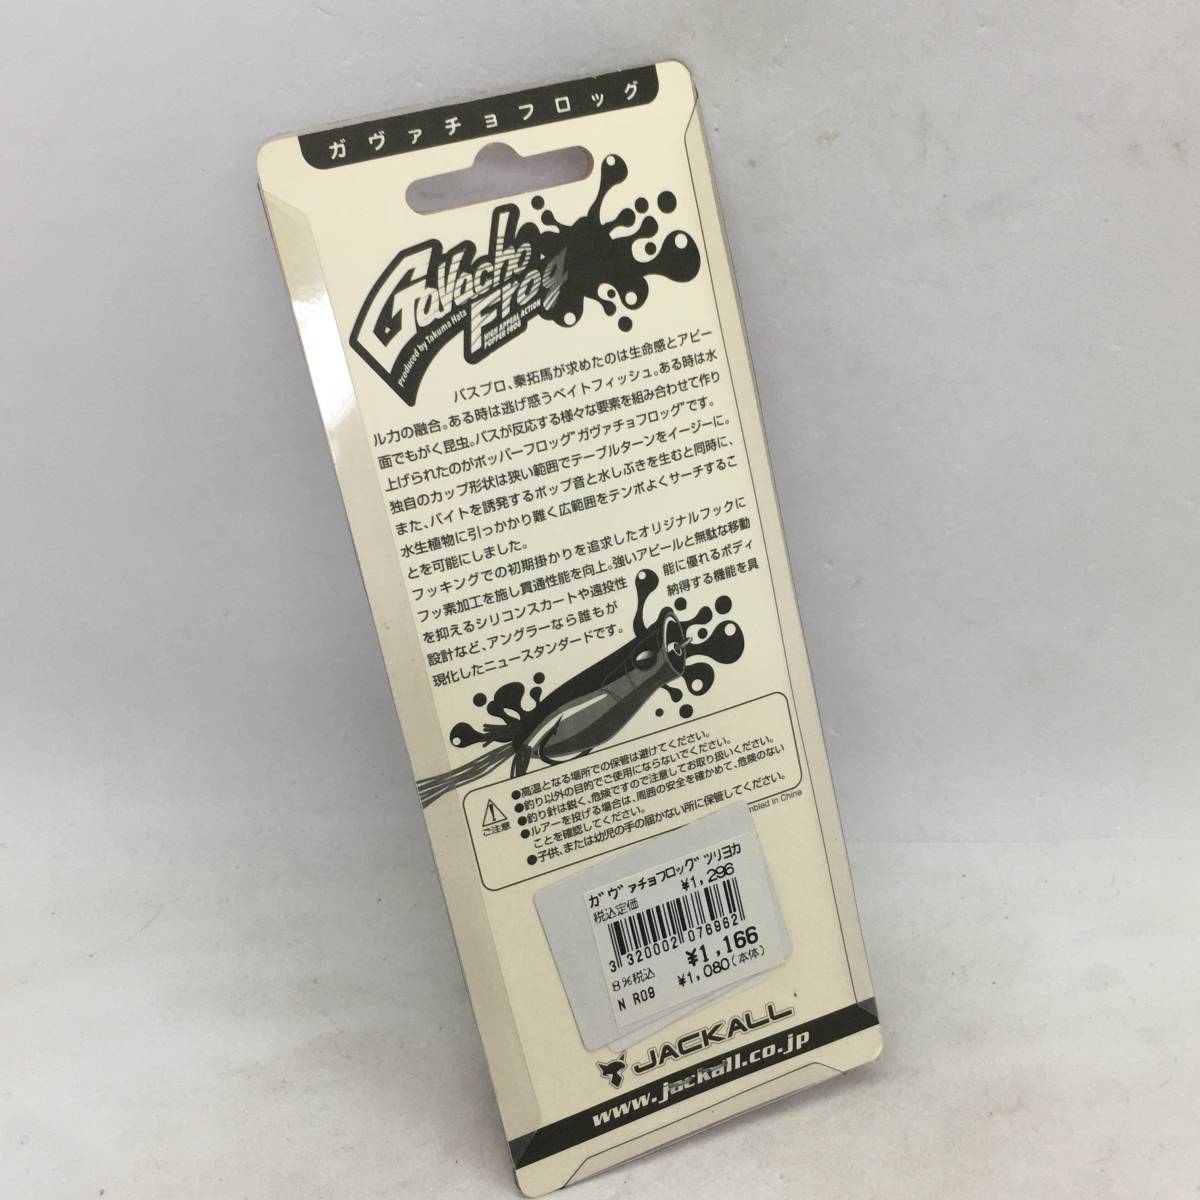 ガヴァチョフロッグ
Gavacho
Frog
Produced by Takuma Hata
HIGH APPEAL ACTION
POPPER FROG
バスプロ、秦拓馬が求めたのは生命感とアピー
ル力の融合。ある時は逃げ惑うベイトフィッシュ。ある時は水
面でもがく昆虫。バスが反応する様々な要素を組み合わせて作り
上げられたのがポッパーフロッグ"ガヴァチョフロッグ"です。
独自のカップ形状は狭い範囲でテーブルターンをイージーに。
また、バイトを誘発するポップ音と水しぶきを生むと同時に、
水生植物に引っかかり難く広範囲をテンポよくサーチするこ
とを可能にしました。
フッキングでの初期掛かりを追求したオリジナルフックに
フッ素加工を施し貫通性能を向上。強いアピールと無駄な移動
を抑えるシリコンスカートや遠投性能に優れるボディ
設計など、アングラーなら誰もが納得する機能を具
現化したニュースタンダードです。
ご注意
●高温となる場所での保管は避けてください。
●釣り以外の目的でご使用にならないでください。
●釣り針は鋭く、危険ですので注意してお取り扱いください。
●ルアーを投げる場合は、周囲の安全を確かめて、危険のない
ことを確認してください。
●子供、または幼児の手の届かない所に保管してください。
mbled in China
ガヴァチョフロッグ ツリヨカ
税込定価 ¥1,296
3 320002 076962
¥1,166
8%税込 ¥1,080(本体)
N R08
JACKALL
www.jackall.co.jp